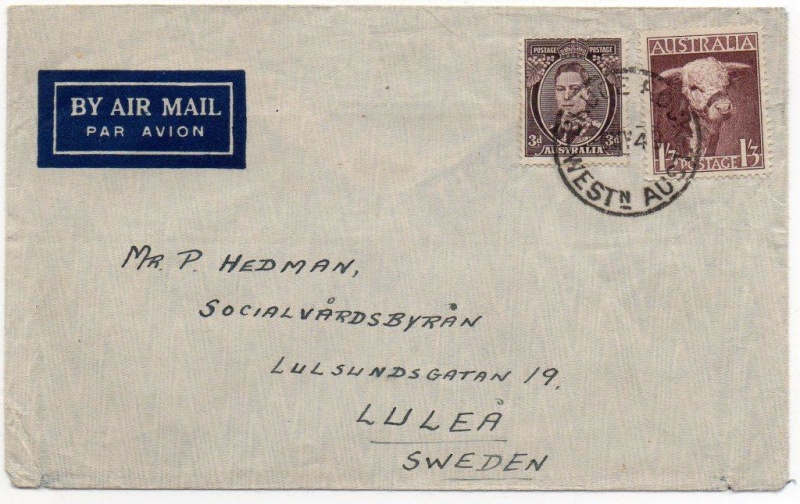 BY AIR MAIL
PAR AVION
POSTAGE POSTAGE
3d 3d
AUSTRALIA
AUSTRALIA
1/3 POSTAGE 1/3
WESTN AUST
MR. P. HEDMAN,
SOCIALVÅRDSBYRÅN
LULSUNDSGATAN 19.
LULEÅ
SWEDEN